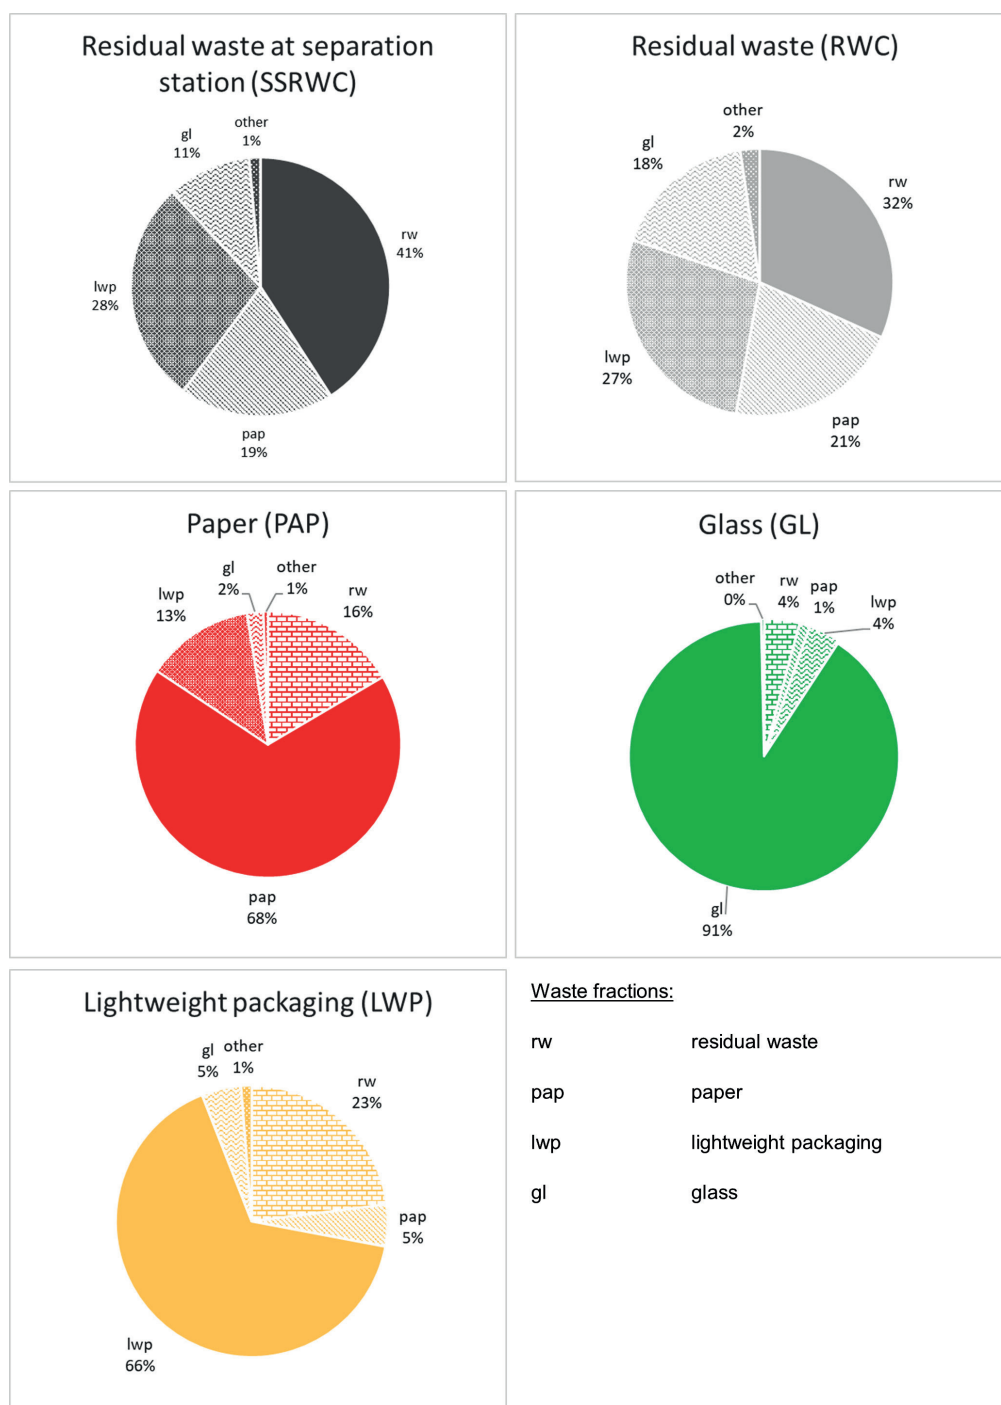 Residual waste at separation
station (SSRWC)
other
1%
gl
11%
rw
41%
lwp
28%
pap
19%
Residual waste (RWC)
other
2%
gl
18%
rw
32%
lwp
27%
pap
21%
Paper (PAP)
gl
2%
other
1%
lwp
13%
rw
16%
pap
68%
Glass (GL)
other
0%
rw
4%
pap
1%
lwp
4%
gl
91%
Lightweight packaging (LWP)
gl
5%
other
1%
rw
23%
pap
5%
lwp
66%
Waste fractions:
rw residual waste
pap paper
lwp lightweight packaging
gl glass